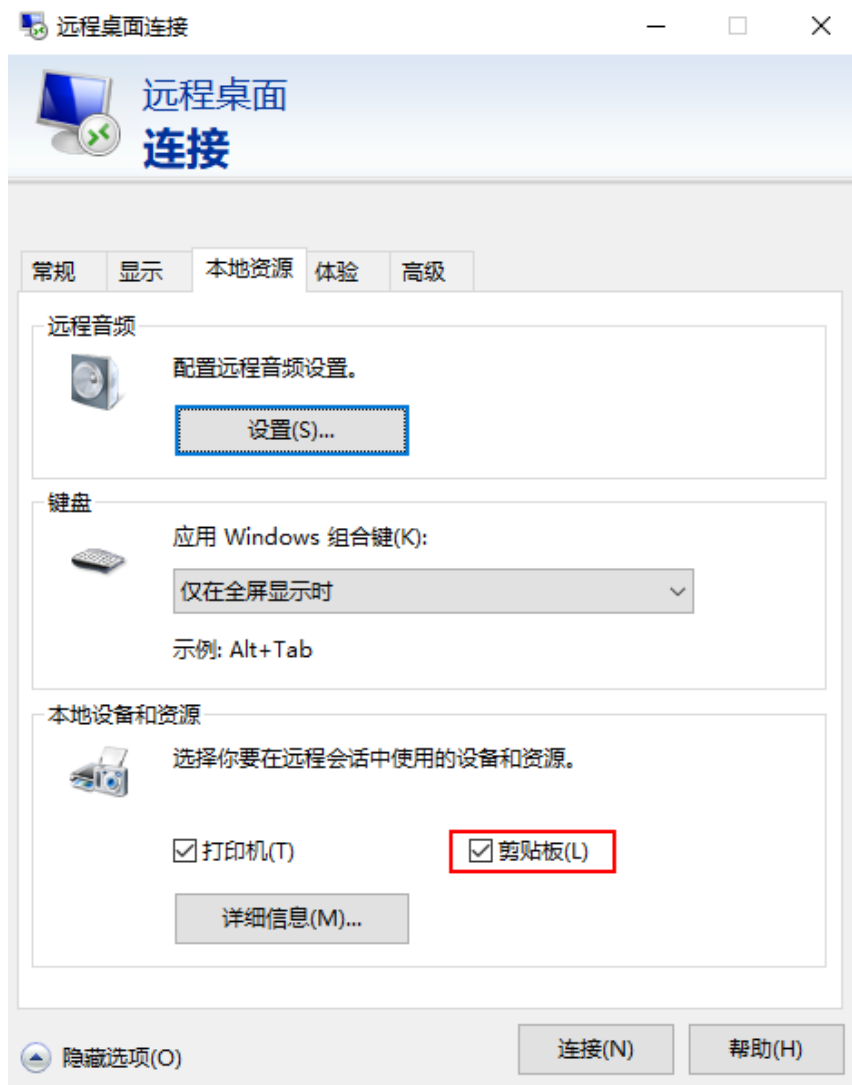 远程桌面连接
远程桌面
连接
常规 显示 本地资源 体验 高级
远程音频
配置远程音频设置。
设置(S)...
键盘
应用 Windows 组合键(K):
仅在全屏显示时
示例: Alt+Tab
本地设备和资源
选择你要在远程会话中使用的设备和资源。
打印机(T) 剪贴板(L)
详细信息(M)...
隐藏选项(O) 连接(N) 帮助(H)